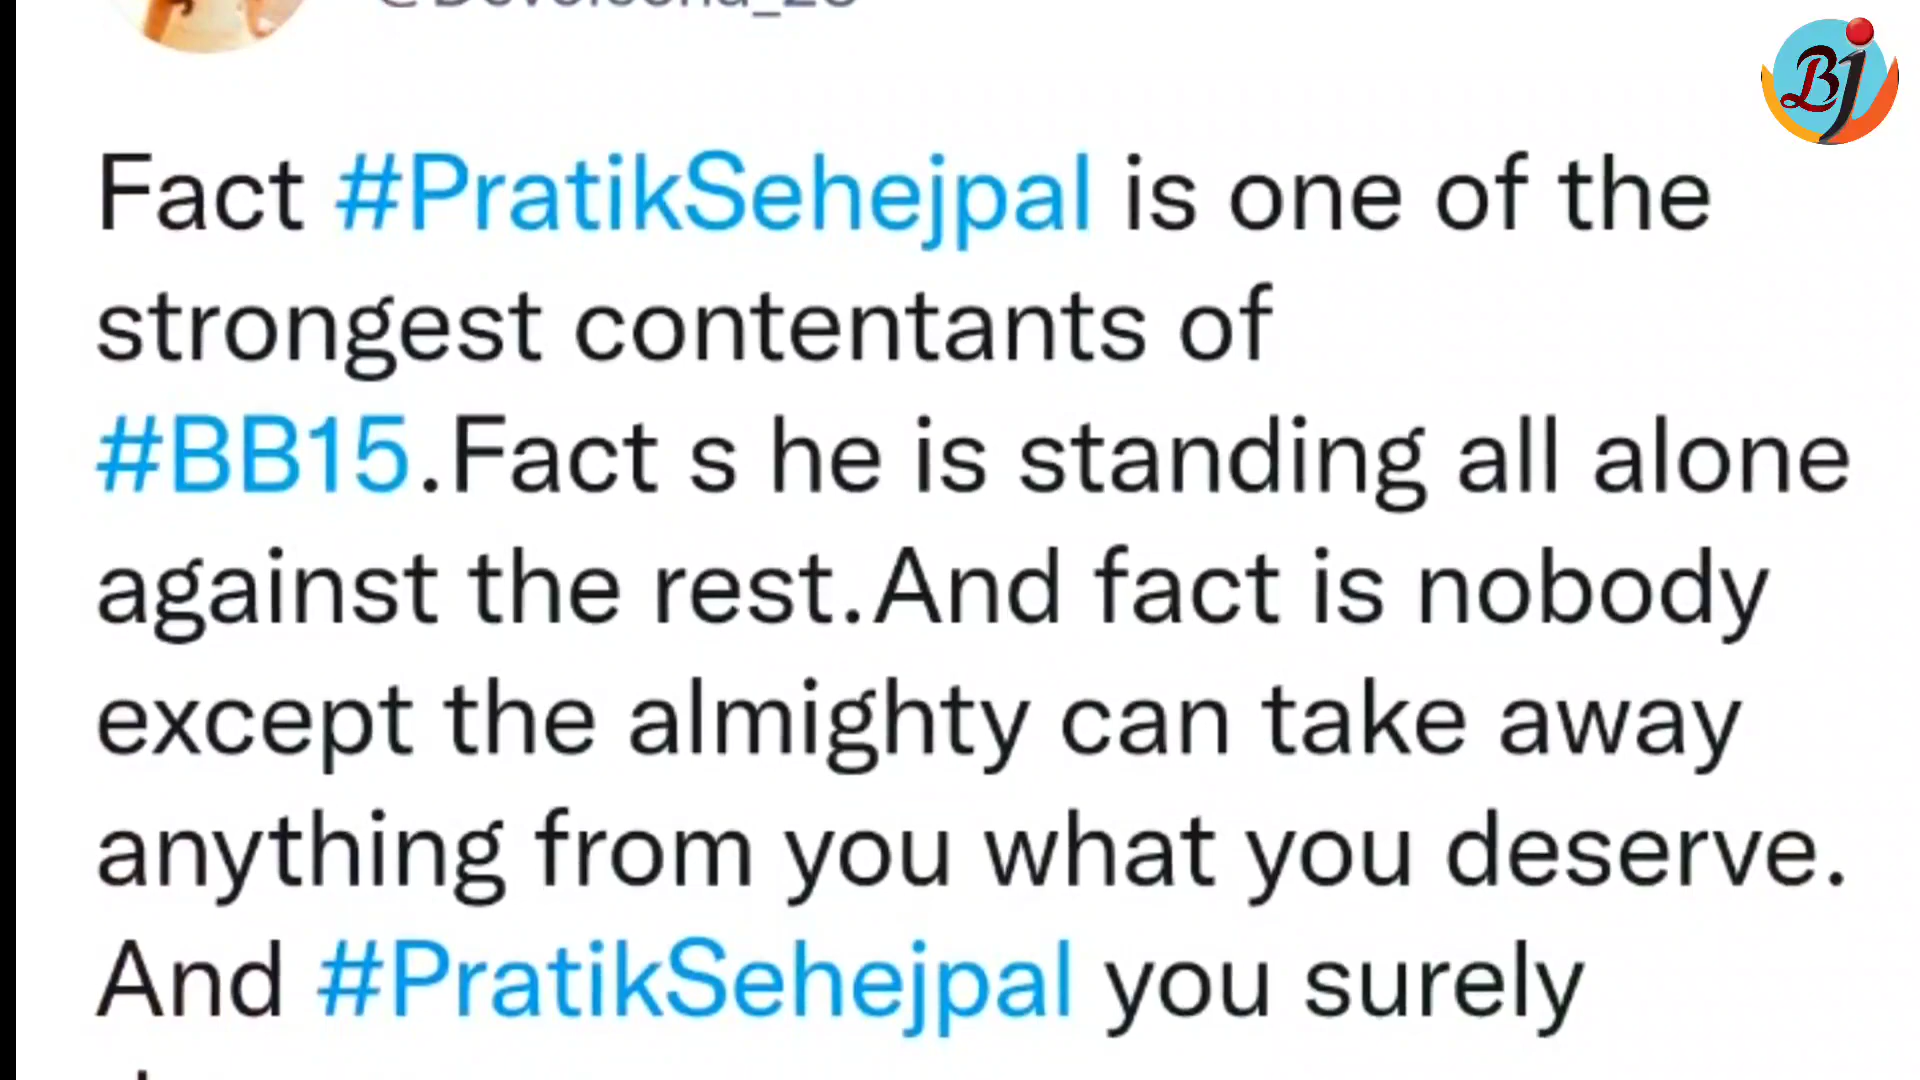 Bj
Fact #PratikSehejpal is one of the
strongest contentants of
#BB15.Fact s he is standing all alone
against the rest.And fact is nobody
except the almighty can take away
anything from you what you deserve.
And #PratikSehejpal you surely